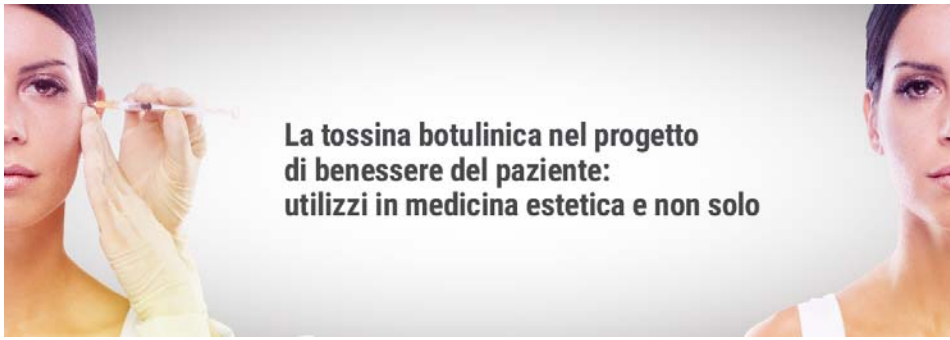 La tossina botulinica nel progetto
di benessere del paziente:
utilizzi in medicina estetica e non solo